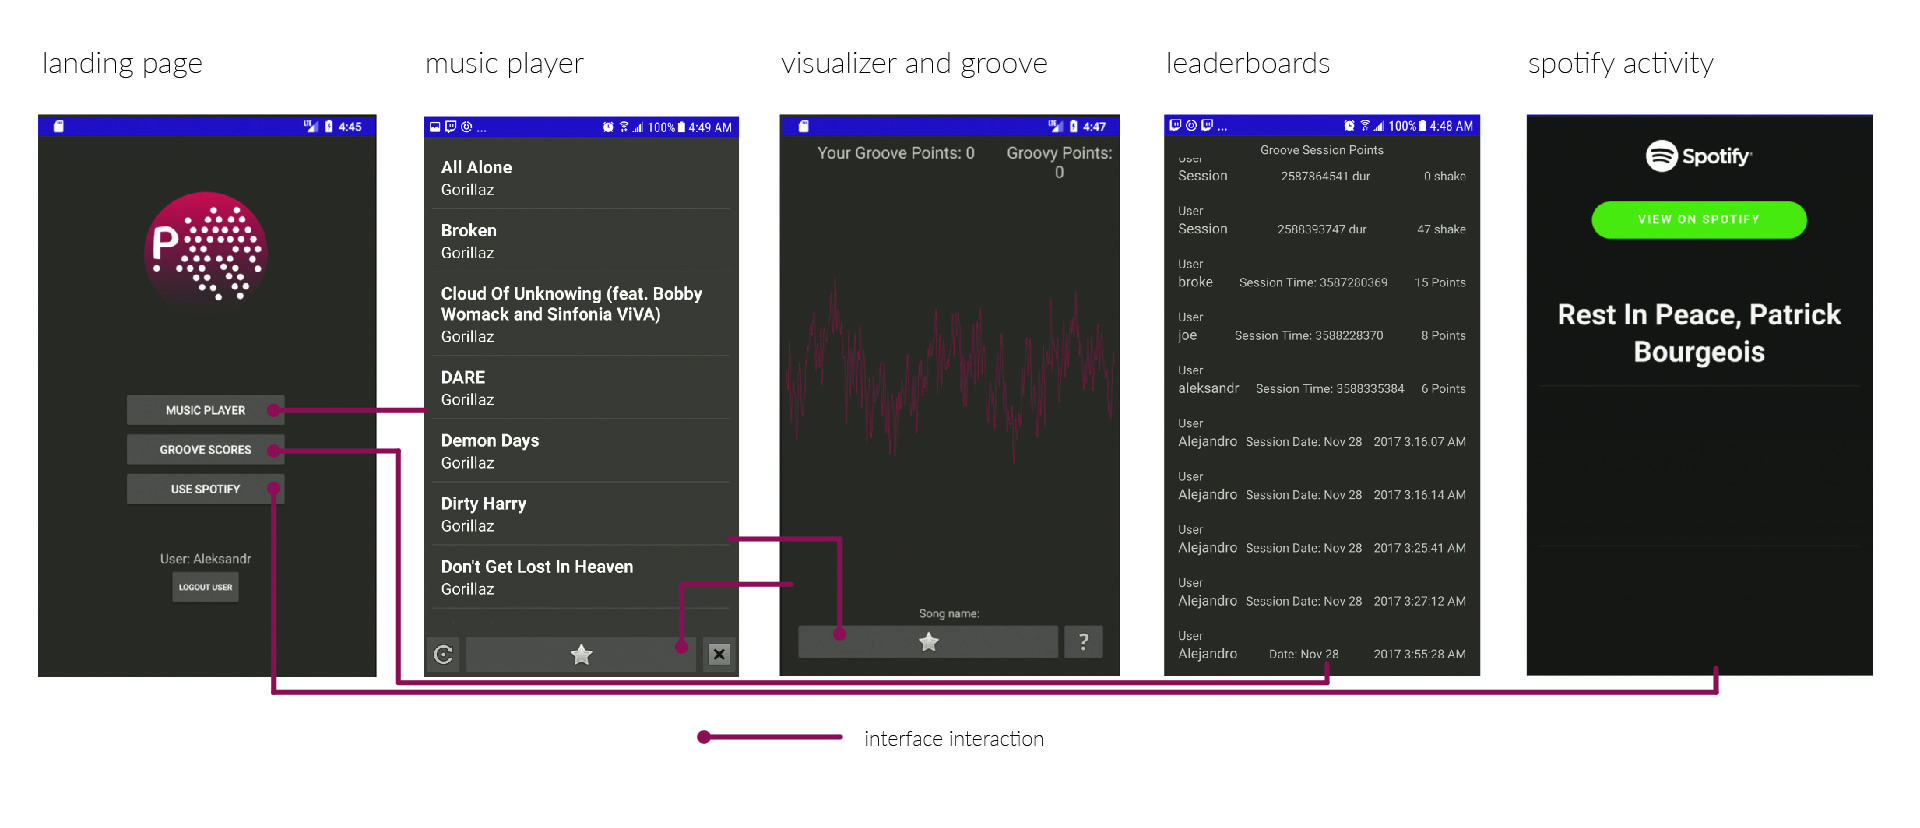 landing page
music player
visualizer and groove
leaderboards
spotify activity
LTE 4:45
P
MUSIC PLAYER
GROOVE SCORES
USE SPOTIFY
User: Aleksandr
LOGOUT USER
... 100% 4:49 AM
All Alone
Gorillaz
Broken
Gorillaz
Cloud Of Unknowing (feat. Bobby
Womack and Sinfonia ViVA)
Gorillaz
DARE
Gorillaz
Demon Days
Gorillaz
Dirty Harry
Gorillaz
Don't Get Lost In Heaven
Gorillaz
LTE 4:47
Your Groove Points: 0 Groovy Points:
0
Song name:
?
... 100% 4:48 AM
Groove Session Points
User
Session 2587864541 dur 0 shake
User
Session 2588393747 dur 47 shake
User
broke Session Time: 3587280369 15 Points
User
joe Session Time: 3588228370 8 Points
User
aleksandr Session Time: 3588335384 6 Points
User
Alejandro Session Date: Nov 28 2017 3:16:07 AM
User
Alejandro Session Date: Nov 28 2017 3:16:14 AM
User
Alejandro Session Date: Nov 28 2017 3:25:41 AM
User
Alejandro Session Date: Nov 28 2017 3:27:12 AM
User
Alejandro Date: Nov 28 2017 3:55:28 AM
Spotify
VIEW ON SPOTIFY
Rest In Peace, Patrick
Bourgeois
interface interaction